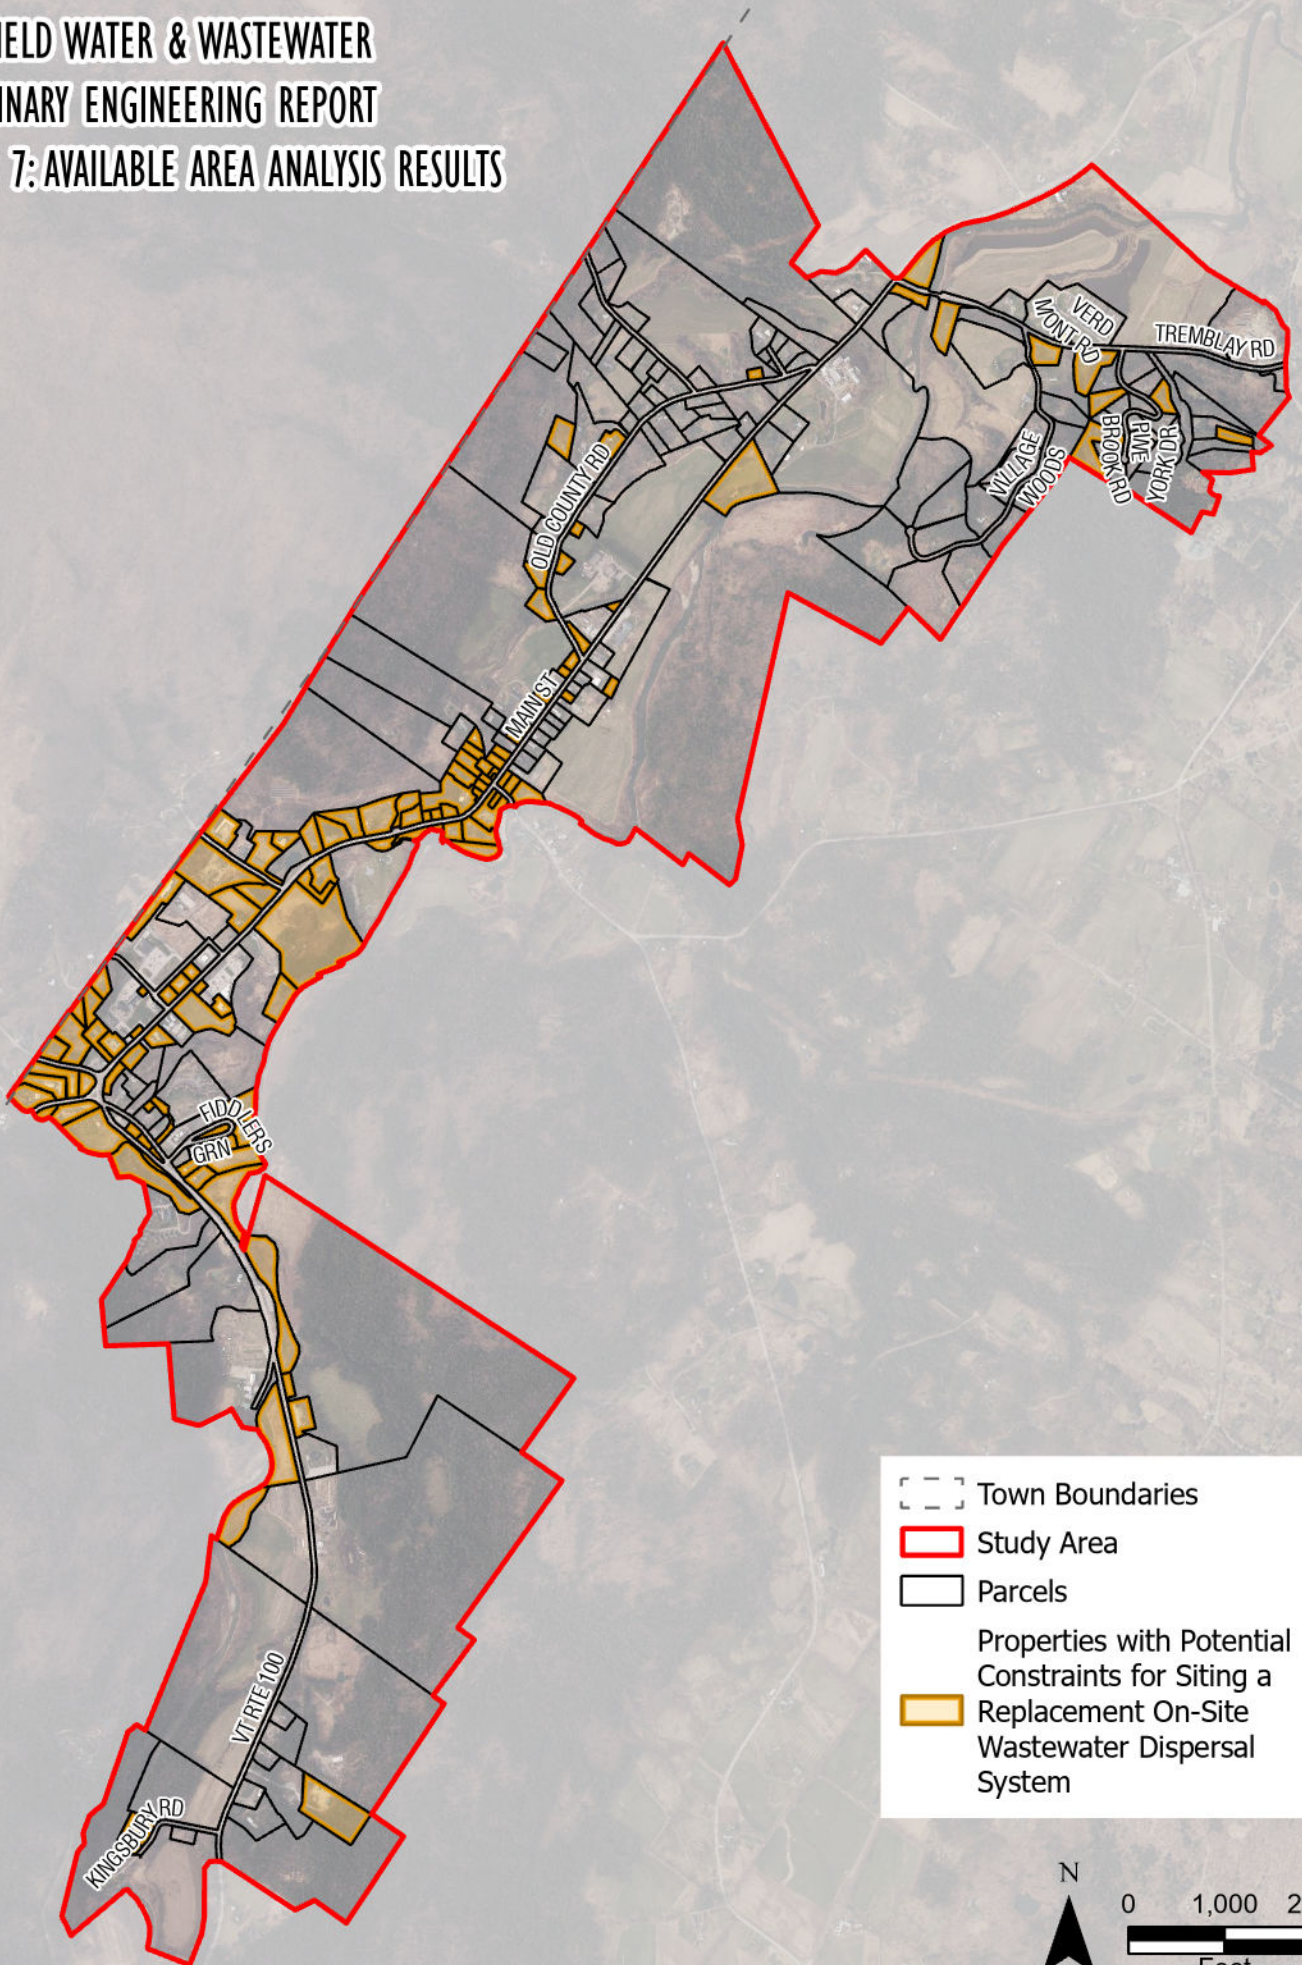 IELD WATER & WASTEWATER
INARY ENGINEERING REPORT
7: AVAILABLE AREA ANALYSIS RESULTS
VERD
MONT RD
TREMBLAY RD
VILLAGE
WOODS
BROOK RD
PINE
YORK DR
OLD COUNTY RD
MAIN ST
FIDDLERS
GRN
VT RTE 100
KINGSBURY RD
Town Boundaries
Study Area
Parcels
Properties with Potential
Constraints for Siting a
Replacement On-Site
Wastewater Dispersal
System
N
0 1,000 2
Feet